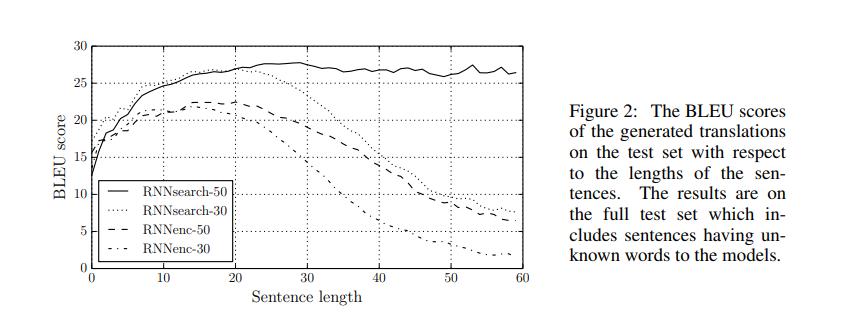 30
25
20
15
10
5
0
BLEU score
RNNsearch-50
RNNsearch-30
RNNenc-50
RNNenc-30
0 10 20 30 40 50 60
Sentence length
Figure 2: The BLEU scores
of the generated translations
on the test set with respect
to the lengths of the sen-
tences. The results are on
the full test set which in-
cludes sentences having un-
known words to the models.